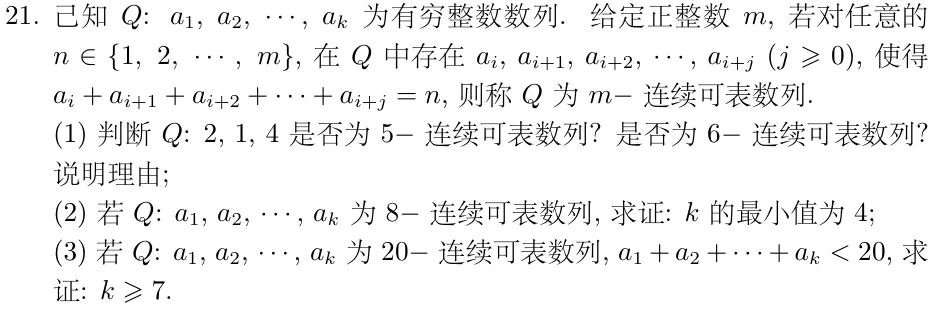 21. 已知 Q: a₁, a₂, ···, aₖ 为有穷整数数列. 给定正整数 m, 若对任意的
n ∈ {1, 2, ···, m}, 在 Q 中存在 aᵢ, aᵢ₊₁, aᵢ₊₂, ···, aᵢ₊ⱼ (j ⩾ 0), 使得
aᵢ + aᵢ₊₁ + aᵢ₊₂ + ··· + aᵢ₊ⱼ = n, 则称 Q 为 m− 连续可表数列.
(1) 判断 Q: 2, 1, 4 是否为 5− 连续可表数列? 是否为 6− 连续可表数列?
说明理由;
(2) 若 Q: a₁, a₂, ···, aₖ 为 8− 连续可表数列, 求证: k 的最小值为 4;
(3) 若 Q: a₁, a₂, ···, aₖ 为 20− 连续可表数列, a₁ + a₂ + ··· + aₖ < 20, 求
证: k ⩾ 7.